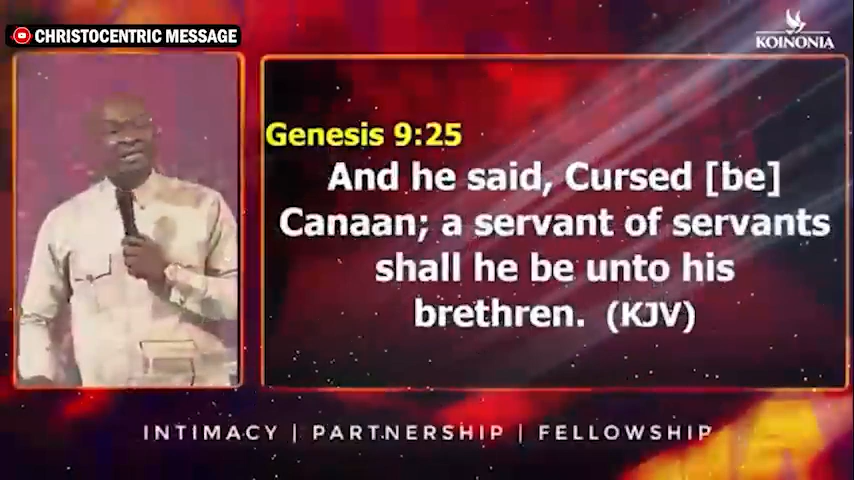 CHRISTOCENTRIC MESSAGE
KOINONIA
Genesis 9:25
And he said, Cursed [be]
Canaan; a servant of servants
shall he be unto his
brethren. (KJV)
INTIMACY | PARTNERSHIP | FELLOWSHIP